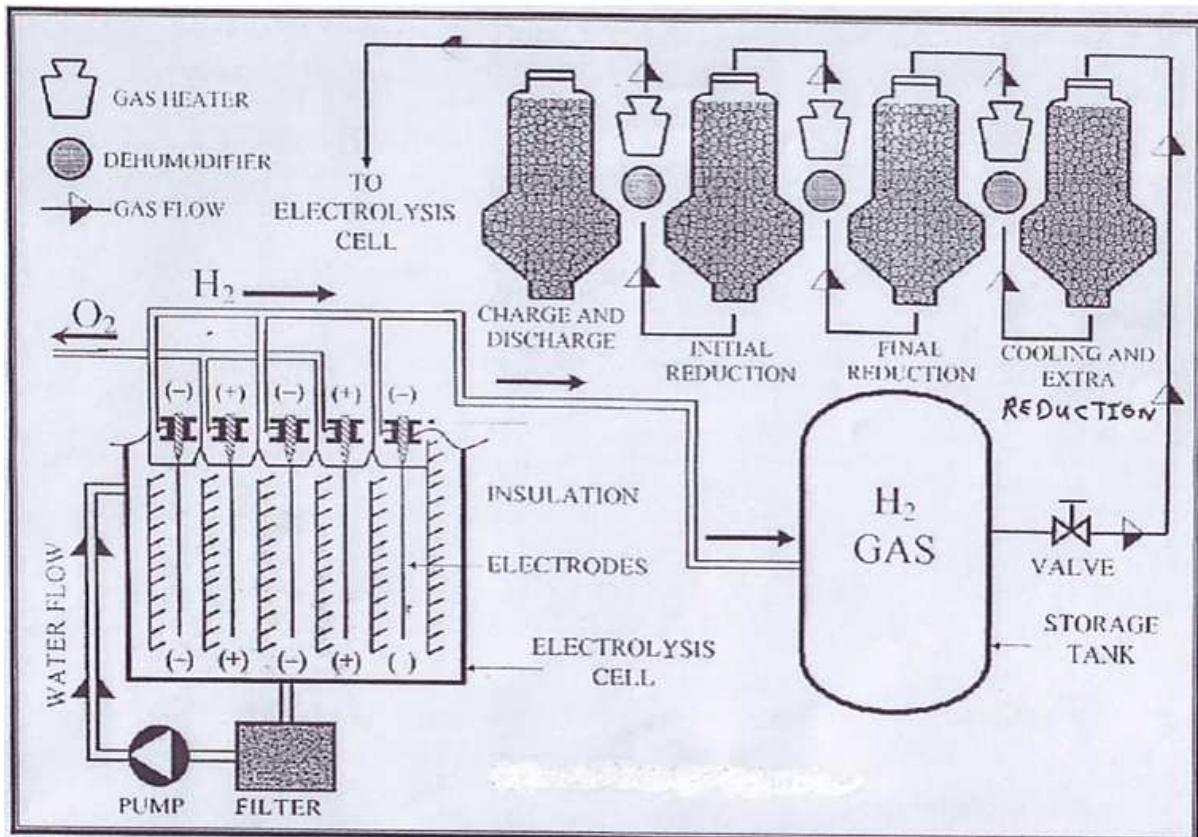 GAS HEATER
DEHUMODIFIER
GAS FLOW
TO
ELECTROLYSIS
CELL
CHARGE AND
DISCHARGE
INITIAL
REDUCTION
FINAL
REDUCTION
COOLING AND
EXTRA
REDUCTION
H₂
O₂
(-) (+) (-) (+) (-)
INSULATION
ELECTRODES
ELECTROLYSIS
CELL
(-) (+) (-) (+) ( )
WATER FLOW
PUMP
FILTER
H₂
GAS
VALVE
STORAGE
TANK